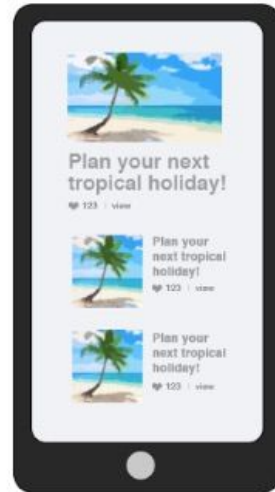 Plan your next
tropical holiday!
123 | view
Plan your
next tropical
holiday!
123 | view
Plan your
next tropical
holiday!
123 | view